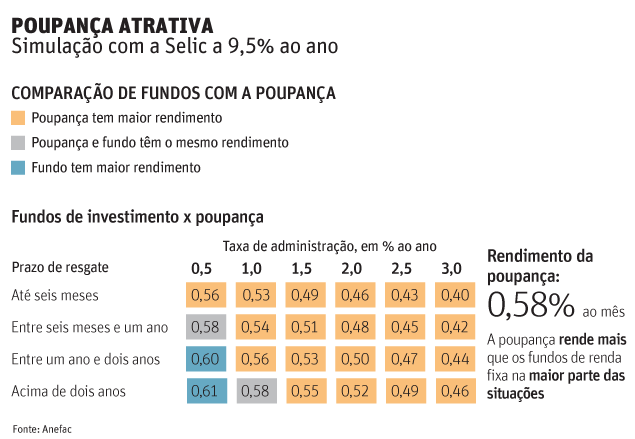 POUPANÇA ATRATIVA
Simulação com a Selic a 9,5% ao ano
COMPARAÇÃO DE FUNDOS COM A POUPANÇA
Poupança tem maior rendimento
Poupança e fundo têm o mesmo rendimento
Fundo tem maior rendimento
Fundos de investimento x poupança
Taxa de administração, em % ao ano
Prazo de resgate 0,5 1,0 1,5 2,0 2,5 3,0
Até seis meses 0,56 0,53 0,49 0,46 0,43 0,40
Entre seis meses e um ano 0,58 0,54 0,51 0,48 0,45 0,42
Entre um ano e dois anos 0,60 0,56 0,53 0,50 0,47 0,44
Acima de dois anos 0,61 0,58 0,55 0,52 0,49 0,46
Rendimento da
poupança:
0,58% ao mês
A poupança rende mais
que os fundos de renda
fixa na maior parte das
situações
Fonte: Anefac